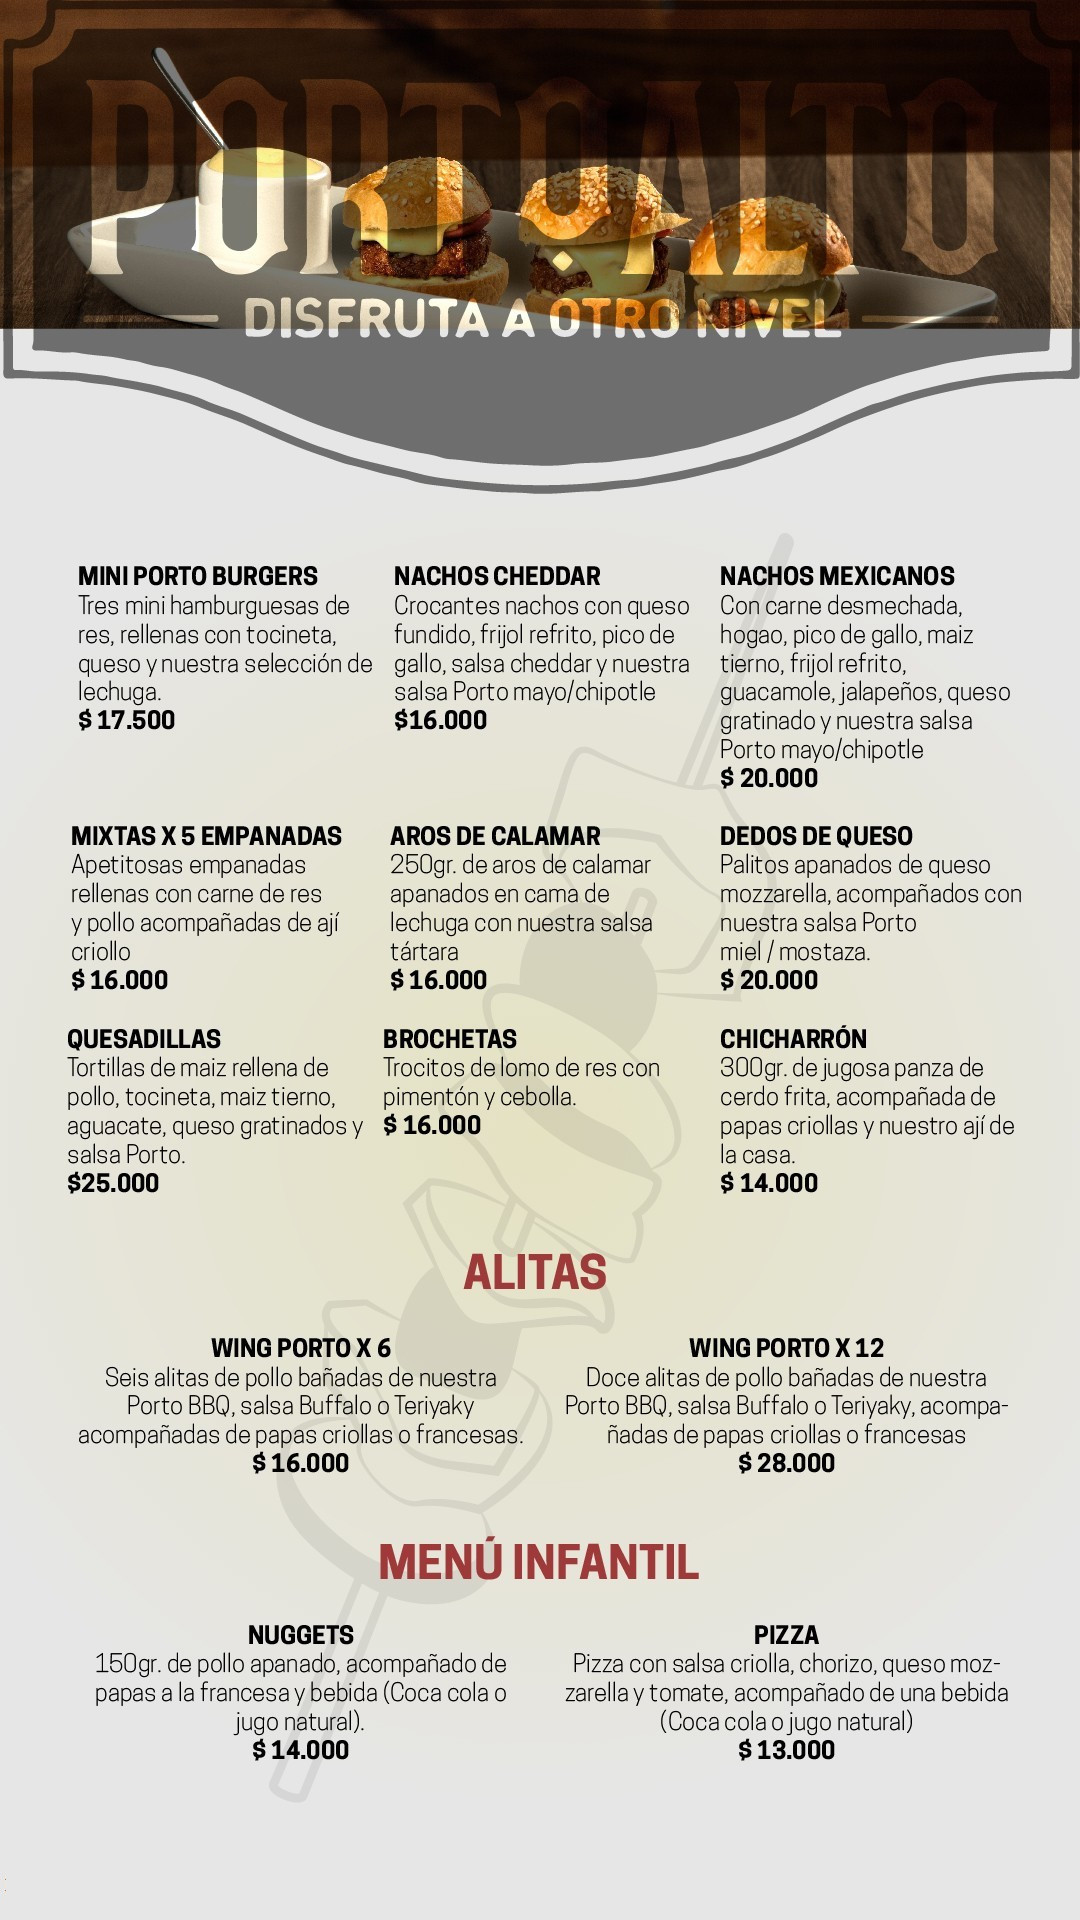 PORTOALTO
DISFRUTA A OTRO NIVEL
MINI PORTO BURGERS
Tres mini hamburguesas de
res, rellenas con tocineta,
queso y nuestra selección de
lechuga.
$ 17.500
NACHOS CHEDDAR
Crocantes nachos con queso
fundido, frijol refrito, pico de
gallo, salsa cheddar y nuestra
salsa Porto mayo/chipotle
$16.000
NACHOS MEXICANOS
Con carne desmechada,
hogao, pico de gallo, maiz
tierno, frijol refrito,
guacamole, jalapeños, queso
gratinado y nuestra salsa
Porto mayo/chipotle
$ 20.000
MIXTAS X 5 EMPANADAS
Apetitosas empanadas
rellenas con carne de res
y pollo acompañadas de ají
criollo
$ 16.000
AROS DE CALAMAR
250gr. de aros de calamar
apanados en cama de
lechuga con nuestra salsa
tártara
$ 16.000
DEDOS DE QUESO
Palitos apanados de queso
mozzarella, acompañados con
nuestra salsa Porto
miel / mostaza.
$ 20.000
QUESADILLAS
Tortillas de maiz rellena de
pollo, tocineta, maiz tierno,
aguacate, queso gratinados y
salsa Porto.
$25.000
BROCHETAS
Trocitos de lomo de res con
pimentón y cebolla.
$ 16.000
CHICHARRÓN
300gr. de jugosa panza de
cerdo frita, acompañada de
papas criollas y nuestro ají de
la casa.
$ 14.000
ALITAS
WING PORTO X 6
Seis alitas de pollo bañadas de nuestra
Porto BBQ, salsa Buffalo o Teriyaky
acompañadas de papas criollas o francesas.
$ 16.000
WING PORTO X 12
Doce alitas de pollo bañadas de nuestra
Porto BBQ, salsa Buffalo o Teriyaky, acompa-
ñadas de papas criollas o francesas
$ 28.000
MENÚ INFANTIL
NUGGETS
150gr. de pollo apanado, acompañado de
papas a la francesa y bebida (Coca cola o
jugo natural).
$ 14.000
PIZZA
Pizza con salsa criolla, chorizo, queso moz-
zarella y tomate, acompañado de una bebida
(Coca cola o jugo natural)
$ 13.000